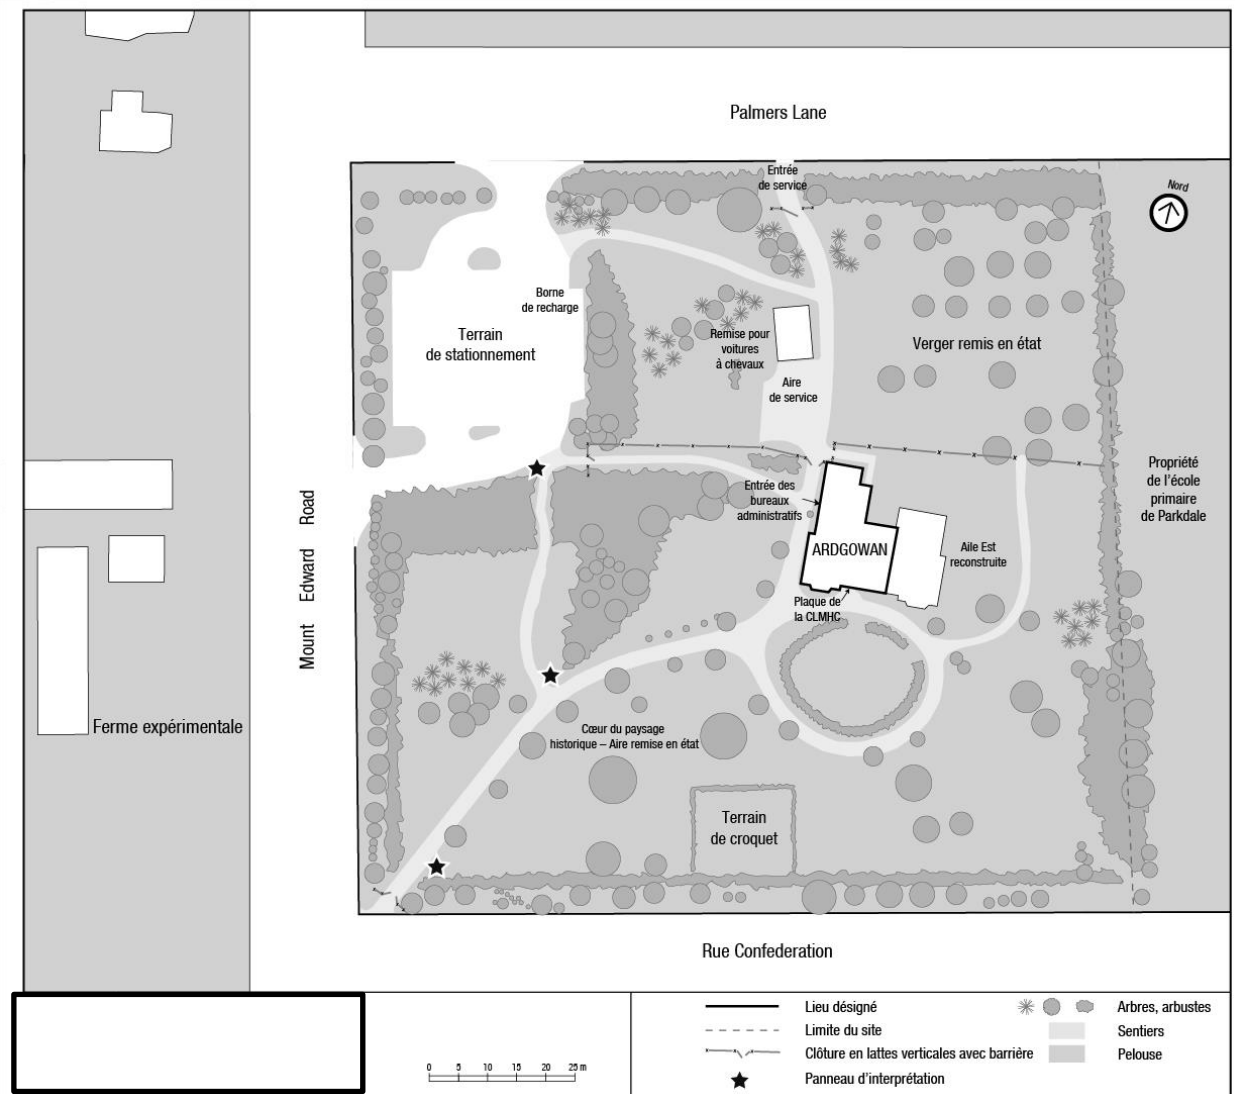 Palmers Lane
Nord
Entrée
de service
Borne
de recharge
Terrain
de stationnement
Remise pour
voitures
à chevaux
Verger remis en état
Aire
de service
Propriété
de l'école
primaire
de Parkdale
Entrée des
bureaux
administratifs
ARDGOWAN
Aile Est
reconstruite
Plaque de
la CLMHC
Mount Edward Road
Ferme expérimentale
Cœur du paysage
historique – Aire remise en état
Terrain
de croquet
Rue Confederation
0 5 10 15 20 25 m
Lieu désigné
Limite du site
Clôture en lattes verticales avec barrière
Panneau d'interprétation
Arbres, arbustes
Sentiers
Pelouse